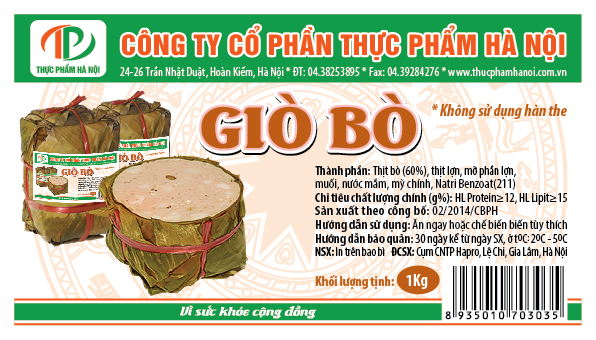 TP
THỰC PHẨM HÀ NỘI
CÔNG TY CỔ PHẦN THỰC PHẨM HÀ NỘI
24-26 Trần Nhật Duật, Hoàn Kiếm, Hà Nội * ĐT: 04.38253895 * Fax: 04.39284276 * www.thucphamhanoi.com.vn
GIÒ BÒ
* Không sử dụng hàn the
GIÒ BÒ
Thành phần: Thịt bò (60%), thịt lợn, mỡ phần lợn,
muối, nước mắm, mỳ chính, Natri Benzoat(211)
Chỉ tiêu chất lượng chính (g%): HL Protein≥12, HL Lipit≥15
Sản xuất theo công bố: 02/2014/CBPH
Hướng dẫn sử dụng: Ăn ngay hoặc chế biến biến tùy thích
Hướng dẫn bảo quản: 30 ngày kể từ ngày SX, ở t0C: 20C - 50C
NSX: In trên bao bì ĐCSX: Cụm CNTP Hapro, Lệ Chi, Gia Lâm, Hà Nội
Khối lượng tịnh: 1Kg
8 935010 703035
Vì sức khỏe cộng đồng